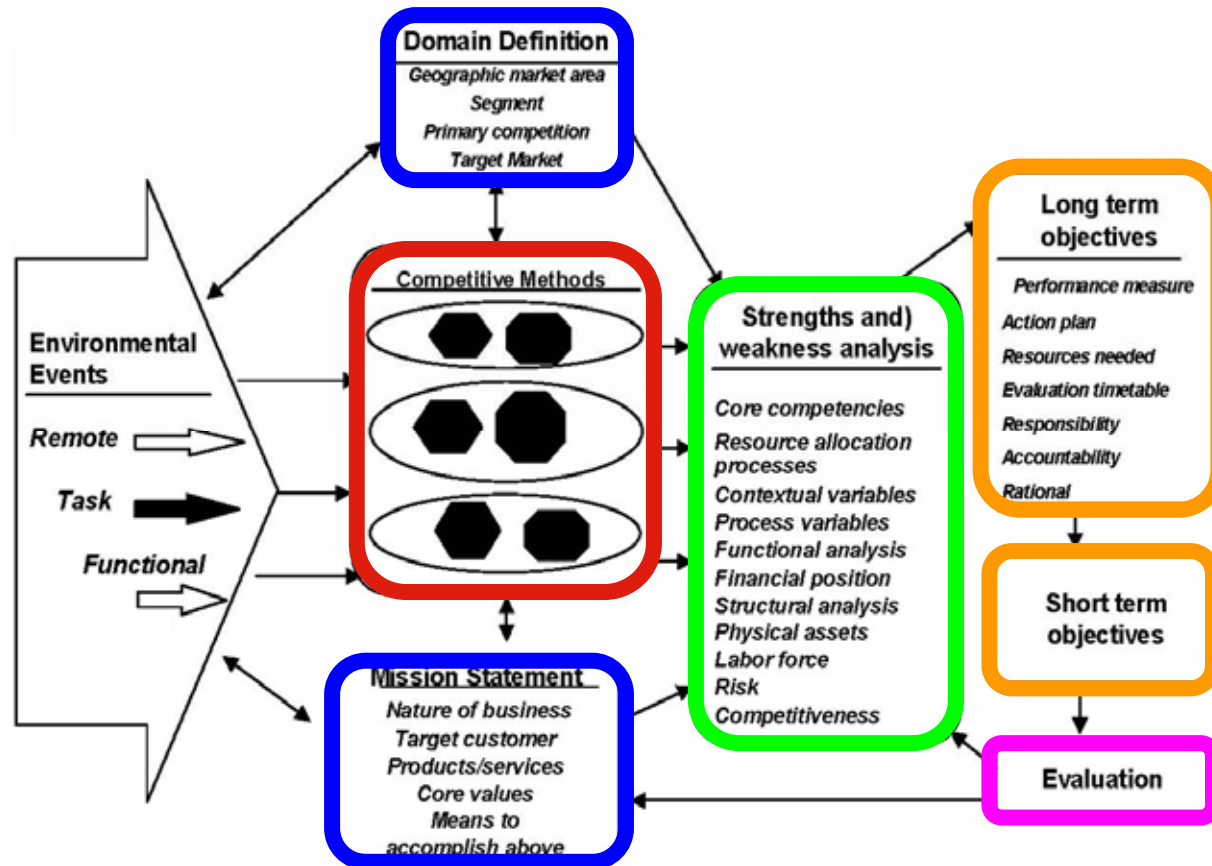 Domain Definition
Geographic market area
Segment
Primary competition
Target Market
Environmental
Events
Remote
Task
Functional
Competitive Methods
Mission Statement
Nature of business
Target customer
Products/services
Core values
Means to
accomplish above
Strengths and)
weakness analysis
Core competencies
Resource allocation
processes
Contextual variables
Process variables
Functional analysis
Financial position
Structural analysis
Physical assets
Labor force
Risk
Competitiveness
Long term
objectives
Performance measure
Action plan
Resources needed
Evaluation timetable
Responsibility
Accountability
Rational
Short term
objectives
Evaluation